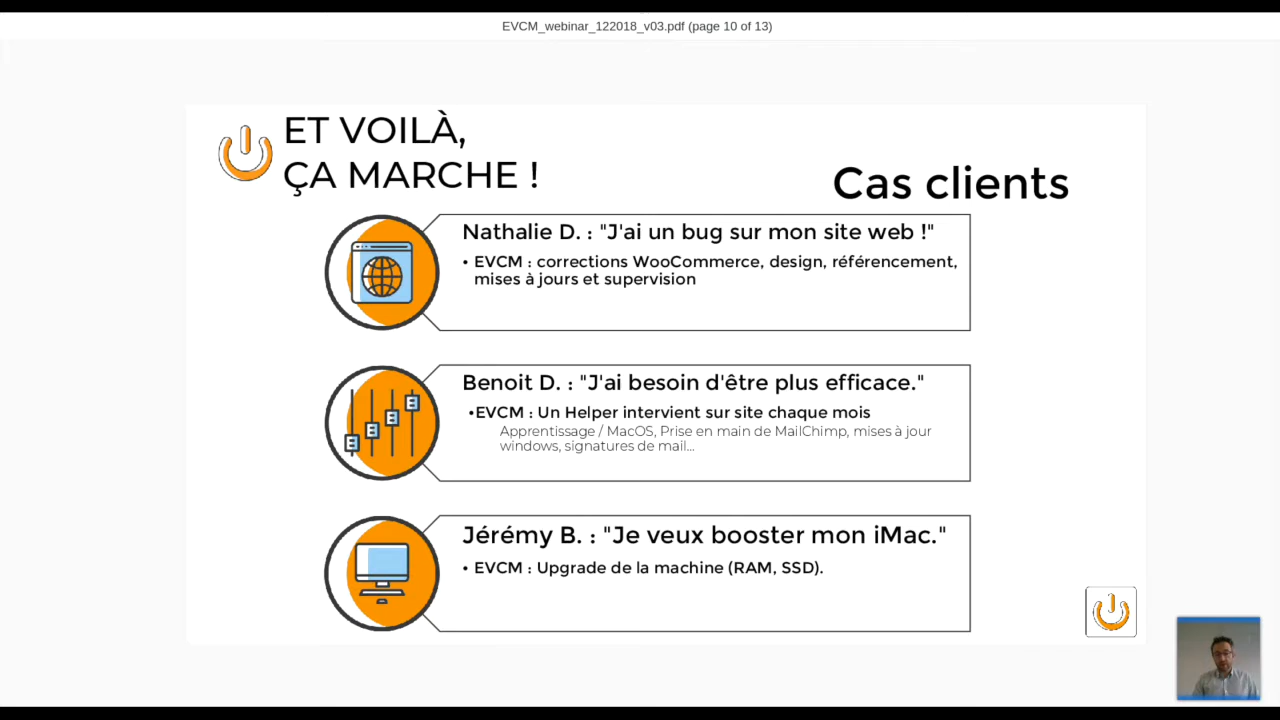 EVCM_webinar_122018_v03.pdf (page 10 of 13)
ET VOILÀ,
ÇA MARCHE !
Cas clients
Nathalie D. : "J'ai un bug sur mon site web !"
• EVCM : corrections WooCommerce, design, référencement,
mises à jours et supervision
Benoit D. : "J'ai besoin d'être plus efficace."
•EVCM : Un Helper intervient sur site chaque mois
Apprentissage / MacOS, Prise en main de MailChimp, mises à jour
windows, signatures de mail...
Jérémy B. : "Je veux booster mon iMac."
• EVCM : Upgrade de la machine (RAM, SSD).